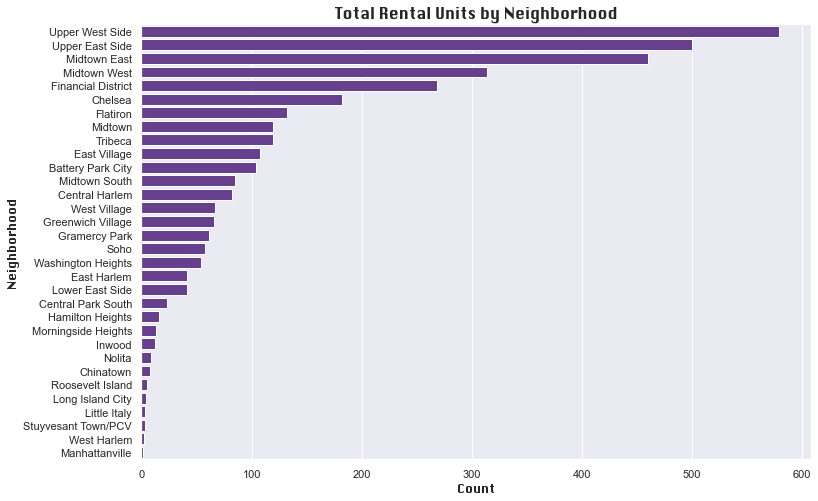 Total Rental Units by Neighborhood
Neighborhood
Upper West Side
Upper East Side
Midtown East
Midtown West
Financial District
Chelsea
Flatiron
Midtown
Tribeca
East Village
Battery Park City
Midtown South
Central Harlem
West Village
Greenwich Village
Gramercy Park
Soho
Washington Heights
East Harlem
Lower East Side
Central Park South
Hamilton Heights
Morningside Heights
Inwood
Nolita
Chinatown
Roosevelt Island
Long Island City
Little Italy
Stuyvesant Town/PCV
West Harlem
Manhattanville
0 100 200 300 400 500 600
Count